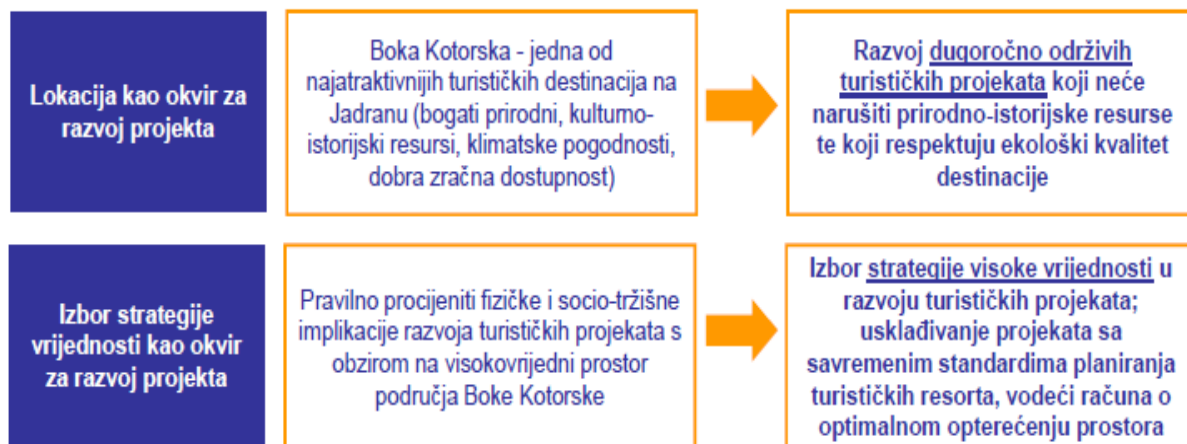 Lokacija kao okvir za
razvoj projekta
Boka Kotorska - jedna od
najatraktivnijih turističkih destinacija na
Jadranu (bogati prirodni, kulturno-
istorijski resursi, klimatske pogodnosti,
dobra zračna dostupnost)
Razvoj dugoročno održivih
turističkih projekata koji neće
narušiti prirodno-istorijske resurse
te koji respektuju ekološki kvalitet
destinacije
Izbor strategije
vrijednosti kao okvir
za razvoj projekta
Pravilno procijeniti fizičke i socio-tržišne
implikacije razvoja turističkih projekata s
obzirom na visokovrijedni prostor
područja Boke Kotorske
Izbor strategije visoke vrijednosti u
razvoju turističkih projekata;
usklađivanje projekata sa
savremenim standardima planiranja
turističkih resorta, vodeći računa o
optimalnom opterećenju prostora